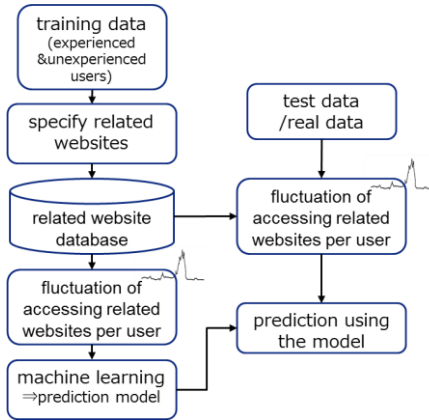 training data
(experienced
&unexperienced
users)
specify related
websites
related website
database
fluctuation of
accessing related
websites per user
machine learning
⇒prediction model
test data
/real data
fluctuation of
accessing related
websites per user
prediction using
the model